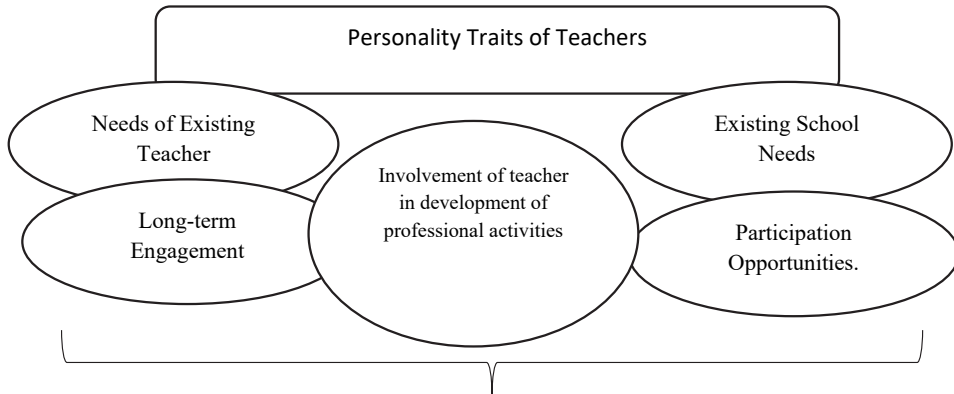 Personality Traits of Teachers
Needs of Existing
Teacher
Existing School
Needs
Involvement of teacher
in development of
professional activities
Long-term
Engagement
Participation
Opportunities.